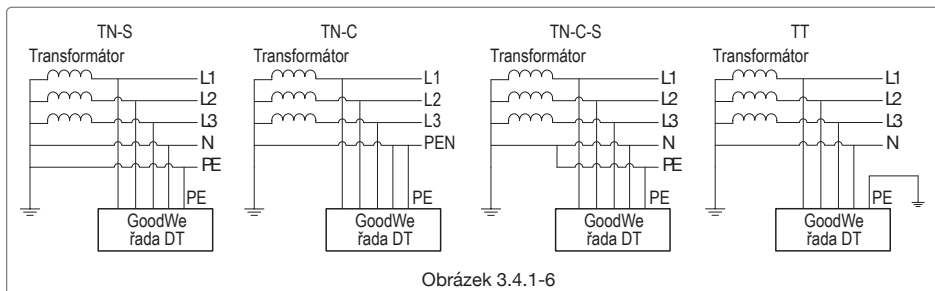 TN-S
Transformátor
L1
L2
L3
N
PE
PE
GoodWe
řada DT
TN-C
Transformátor
L1
L2
L3
PEN
PE
GoodWe
řada DT
TN-C-S
Transformátor
L1
L2
L3
N
PE
PE
GoodWe
řada DT
TT
Transformátor
L1
L2
L3
N
PE
GoodWe
řada DT
Obrázek 3.4.1-6